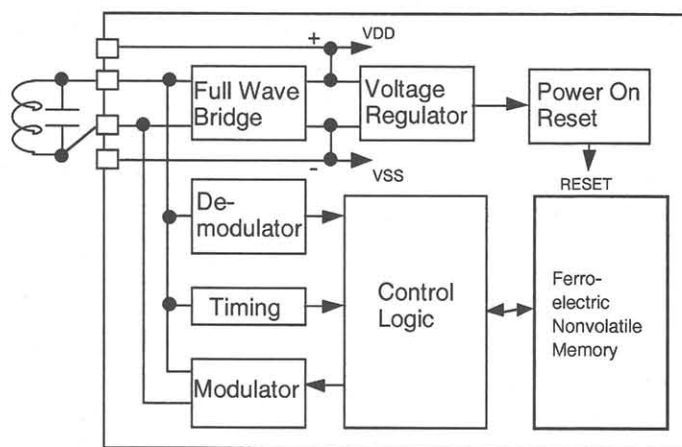 +
VDD
Full Wave
Bridge
Voltage
Regulator
Power On
Reset
-
VSS
RESET
De-
modulator
Timing
Control
Logic
Ferro-
electric
Nonvolatile
Memory
Modulator